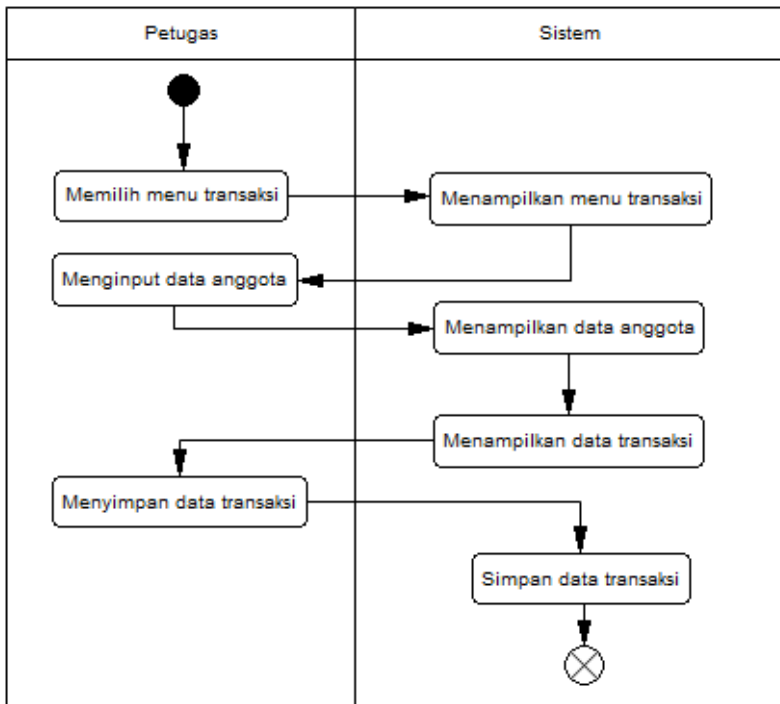 Petugas
Sistem
Memilih menu transaksi
Menampilkan menu transaksi
Menginput data anggota
Menampilkan data anggota
Menampilkan data transaksi
Menyimpan data transaksi
Simpan data transaksi